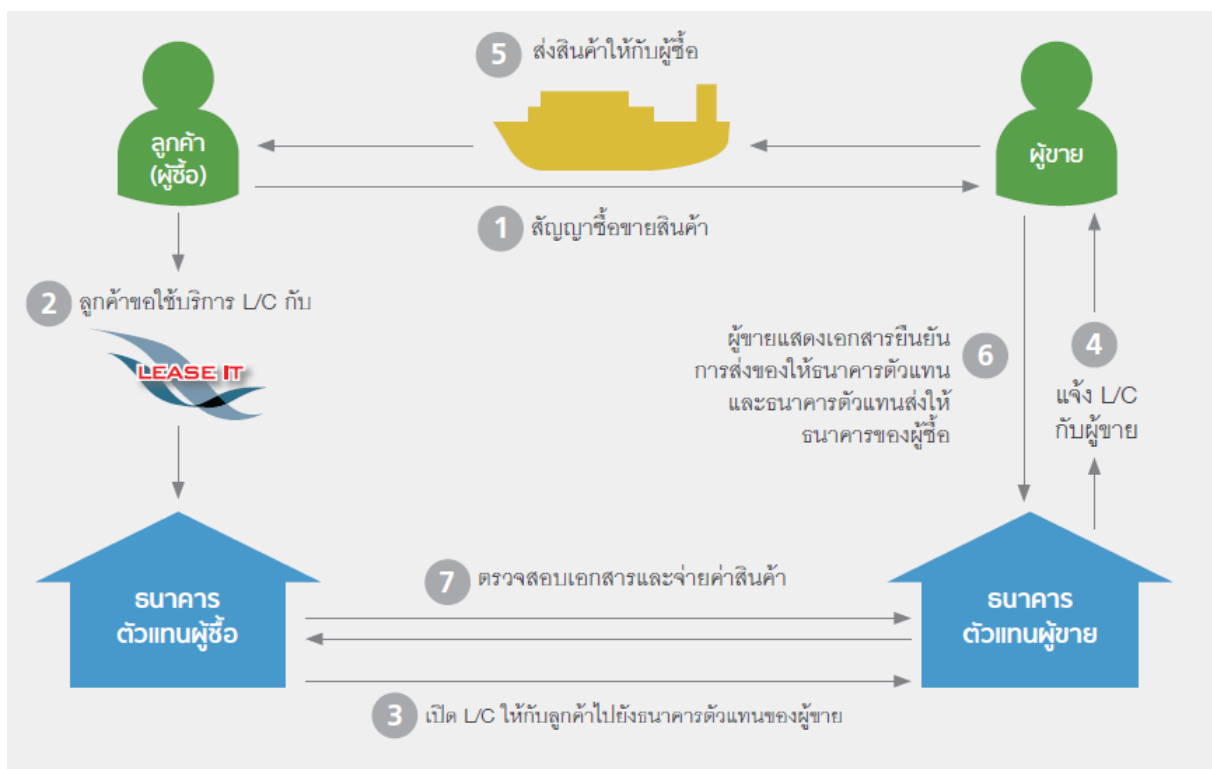 5 ส่งสินค้าให้กับผู้ซื้อ
ลูกค้า
(ผู้ซื้อ)
ผู้ขาย
1 สัญญาซื้อขายสินค้า
2 ลูกค้าขอใช้บริการ L/C กับ
LEASE IT
ผู้ขายแสดงเอกสารยืนยัน
การส่งของให้ธนาคารตัวแทน
และธนาคารตัวแทนส่งให้
ธนาคารของผู้ซื้อ
6
4
แจ้ง L/C
กับผู้ขาย
7 ตรวจสอบเอกสารและจ่ายค่าสินค้า
ธนาคาร
ตัวแทนผู้ซื้อ
ธนาคาร
ตัวแทนผู้ขาย
3 เปิด L/C ให้กับลูกค้าไปยังธนาคารตัวแทนของผู้ขาย